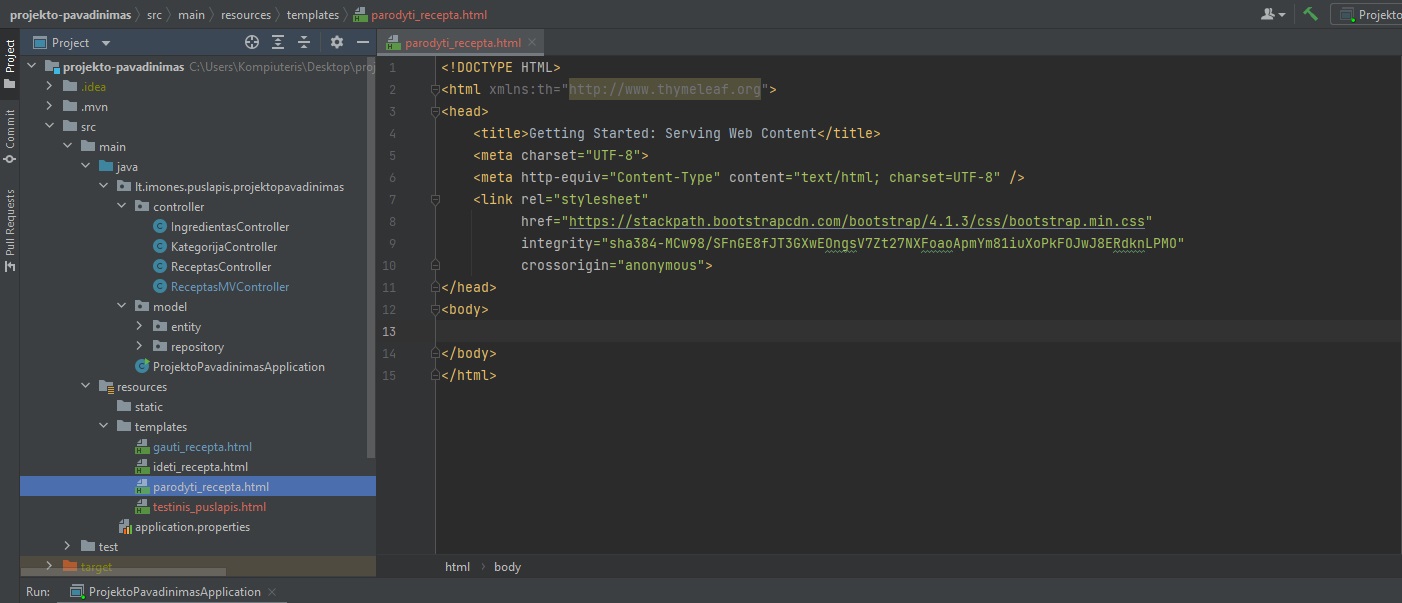 projekto-pavadinimas src main resources templates parodyti_recepta.html
Projekto
Project
Commit
Pull Requests
Project
projekto-pavadinimas C:\Users\Kompiuteris\Desktop\proj
.idea
.mvn
src
main
java
lt.imones.puslapis.projektopavadinimas
controller
IngredientasController
KategorijaController
ReceptasController
ReceptasMVController
model
entity
repository
ProjektoPavadinimasApplication
resources
static
templates
gauti_recepta.html
ideti_recepta.html
parodyti_recepta.html
testinis_puslapis.html
application.properties
test
target
parodyti_recepta.html
1 <!DOCTYPE HTML>
2 <html xmlns:th="http://www.thymeleaf.org">
3 <head>
4 <title>Getting Started: Serving Web Content</title>
5 <meta charset="UTF-8">
6 <meta http-equiv="Content-Type" content="text/html; charset=UTF-8" />
7 <link rel="stylesheet"
8 href="https://stackpath.bootstrapcdn.com/bootstrap/4.1.3/css/bootstrap.min.css"
9 integrity="sha384-MCw98/SFnGE8fJT3GXwEOngsV7Zt27NXFoaoApmYm81iuXoPkFOJwJ8ERdknLPMO"
10 crossorigin="anonymous">
11 </head>
12 <body>
13
14 </body>
15 </html>
html body
Run: ProjektoPavadinimasApplication